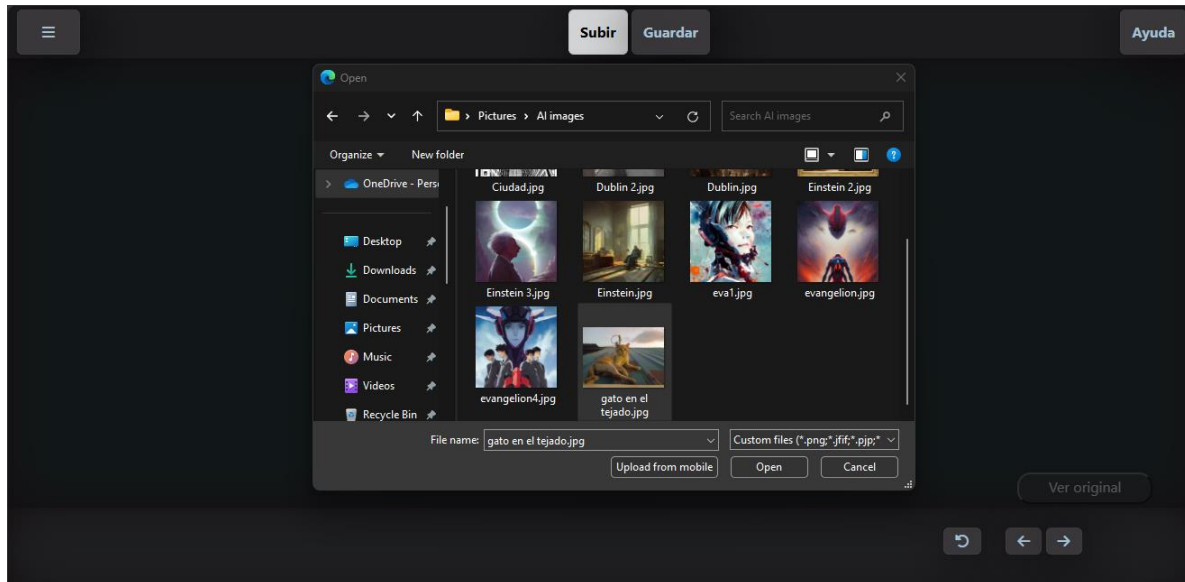 Subir Guardar Ayuda
Open
Pictures > AI images Search AI images
Organize New folder
OneDrive - Pers
Ciudad.jpg Dublin 2.jpg Dublin.jpg Einstein 2.jpg
Desktop
Downloads
Documents
Pictures
Music
Videos
Recycle Bin
Einstein 3.jpg Einstein.jpg eva1.jpg evangelion.jpg
evangelion4.jpg gato en el
tejado.jpg
File name: gato en el tejado.jpg Custom files (*.png;*.jfif;*.pjp;*
Upload from mobile Open Cancel
Ver original